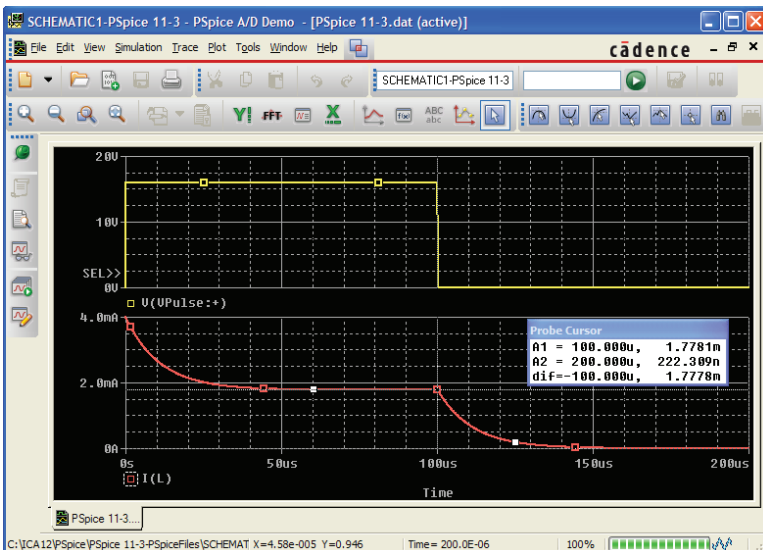 SCHEMATIC1-PSpice 11-3 - PSpice A/D Demo - [PSpice 11-3.dat (active)]
File Edit View Simulation Trace Plot Tools Window Help
cādence
SCHEMATIC1-PSpice 11-3
FFT
f(x)
ABC
abc
20V
10V
SEL>>
0V
V(VPulse:+)
4.0mA
Probe Cursor
A1 = 100.000u, 1.7781m
A2 = 200.000u, 222.309n
dif=-100.000u, 1.7778m
2.0mA
0A
0s 50us 100us 150us 200us
I(L)
Time
PSpice 11-3....
C:\ICA12\PSpice\PSpice 11-3-PSpiceFiles\SCHEMAT X=4.58e-005 Y=0.946 Time= 200.0E-06 100%